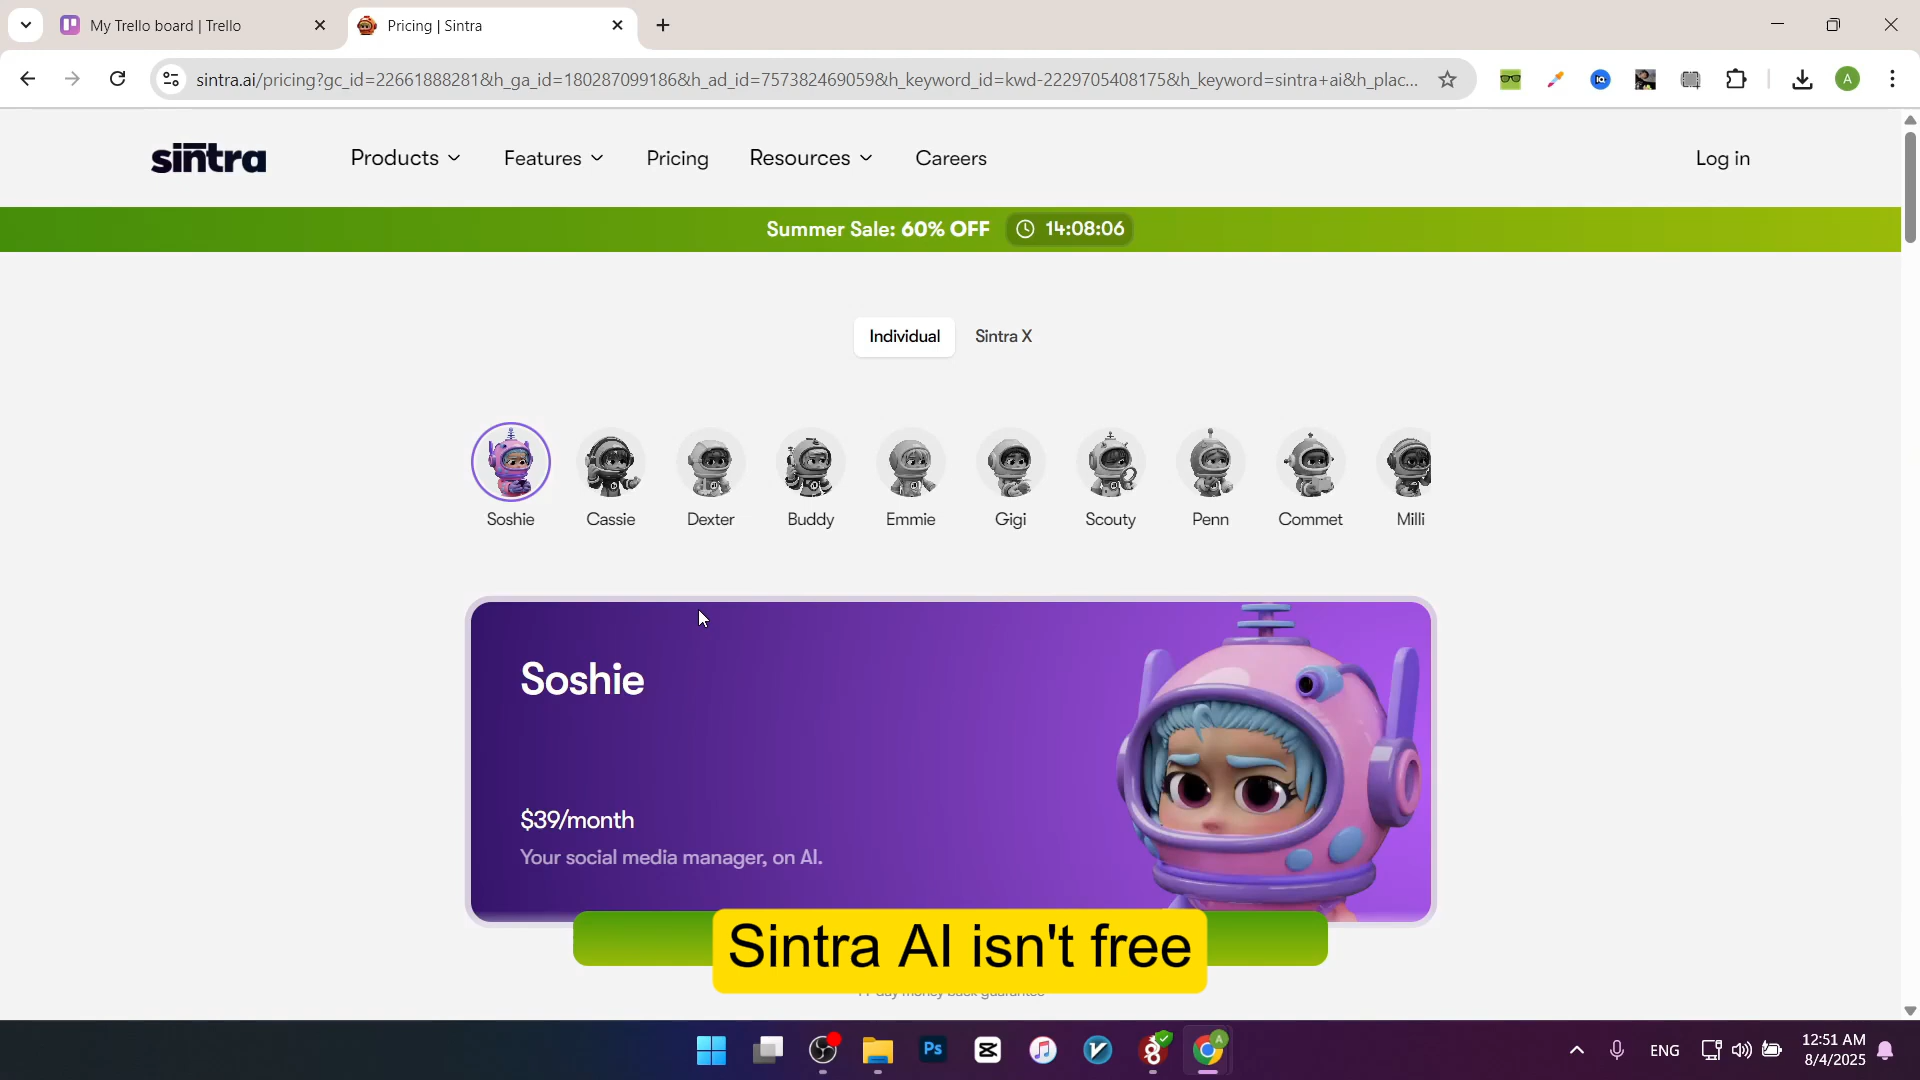 My Trello board | Trello
Pricing | Sintra
sintra.ai/pricing?gc_id=22661888281&h_ga_id=180287099186&h_ad_id=757382469059&h_keyword_id=kwd-2229705408175&h_keyword=sintra+ai&h_plac...
A
sintra
Products
Features
Pricing
Resources
Careers
Log in
Summer Sale: 60% OFF
14:08:06
Individual
Sintra X
Soshie
Cassie
Dexter
Buddy
Emmie
Gigi
Scouty
Penn
Commet
Milli
Soshie
$39/month
Your social media manager, on AI.
Sintra AI isn't free
Ps
A
ENG
12:51 AM
8/4/2025